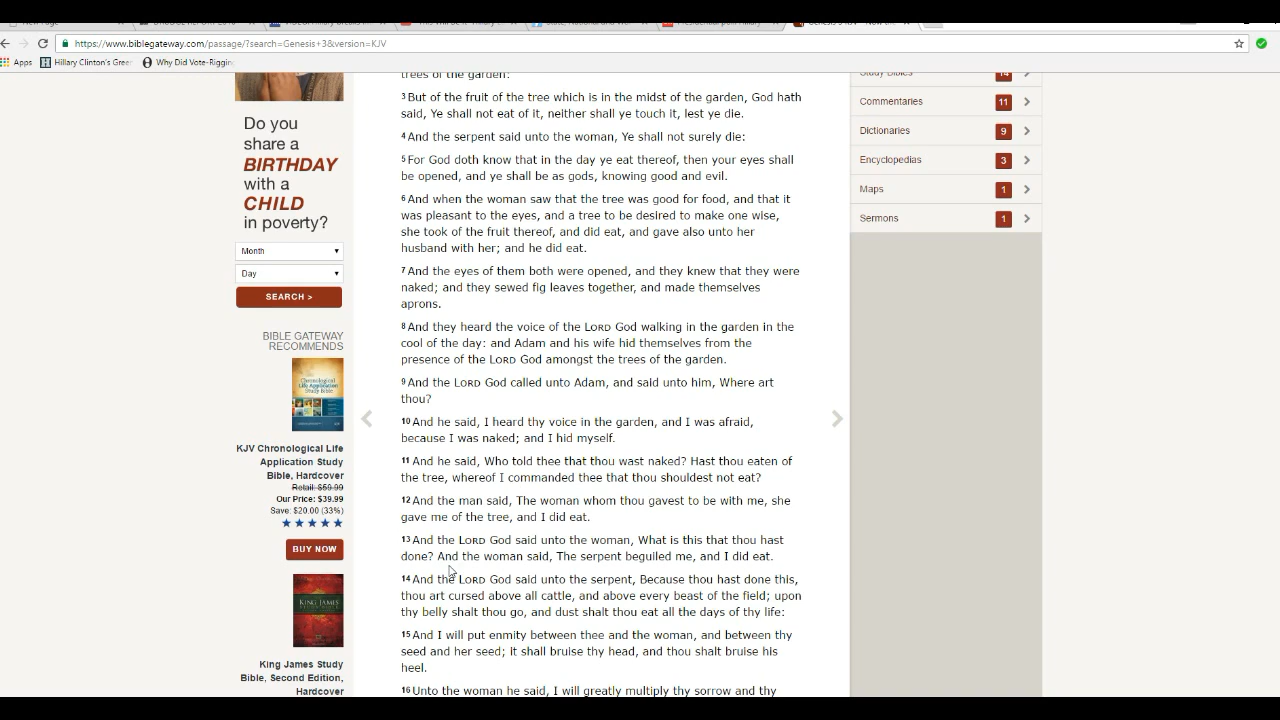 https://www.biblegateway.com/passage/?search=Genesis+3&version=KJV
Apps
Hillary Clinton's Green
Why Did Vote-Rigging
Do you
share a
BIRTHDAY
with a
CHILD
in poverty?
Month
Day
SEARCH >
BIBLE GATEWAY
RECOMMENDS
KJV Chronological Life
Application Study
Bible, Hardcover
Retail: $59.99
Our Price: $39.99
Save: $20.00 (33%)
BUY NOW
King James Study
Bible, Second Edition,
Hardcover
trees of the garden:
3 But of the fruit of the tree which is in the midst of the garden, God hath
said, Ye shall not eat of it, neither shall ye touch it, lest ye die.
4 And the serpent said unto the woman, Ye shall not surely die:
5 For God doth know that in the day ye eat thereof, then your eyes shall
be opened, and ye shall be as gods, knowing good and evil.
6 And when the woman saw that the tree was good for food, and that it
was pleasant to the eyes, and a tree to be desired to make one wise,
she took of the fruit thereof, and did eat, and gave also unto her
husband with her; and he did eat.
7 And the eyes of them both were opened, and they knew that they were
naked; and they sewed fig leaves together, and made themselves
aprons.
8 And they heard the voice of the LORD God walking in the garden in the
cool of the day: and Adam and his wife hid themselves from the
presence of the LORD God amongst the trees of the garden.
9 And the LORD God called unto Adam, and said unto him, Where art
thou?
10 And he said, I heard thy voice in the garden, and I was afraid,
because I was naked; and I hid myself.
11 And he said, Who told thee that thou wast naked? Hast thou eaten of
the tree, whereof I commanded thee that thou shouldest not eat?
12 And the man said, The woman whom thou gavest to be with me, she
gave me of the tree, and I did eat.
13 And the LORD God said unto the woman, What is this that thou hast
done? And the woman said, The serpent beguiled me, and I did eat.
14 And the LORD God said unto the serpent, Because thou hast done this,
thou art cursed above all cattle, and above every beast of the field; upon
thy belly shalt thou go, and dust shalt thou eat all the days of thy life:
15 And I will put enmity between thee and the woman, and between thy
seed and her seed; it shall bruise thy head, and thou shalt bruise his
heel.
16 Unto the woman he said, I will greatly multiply thy sorrow and thy
Study Bibles 14
Commentaries 11
Dictionaries 9
Encyclopedias 3
Maps 1
Sermons 1